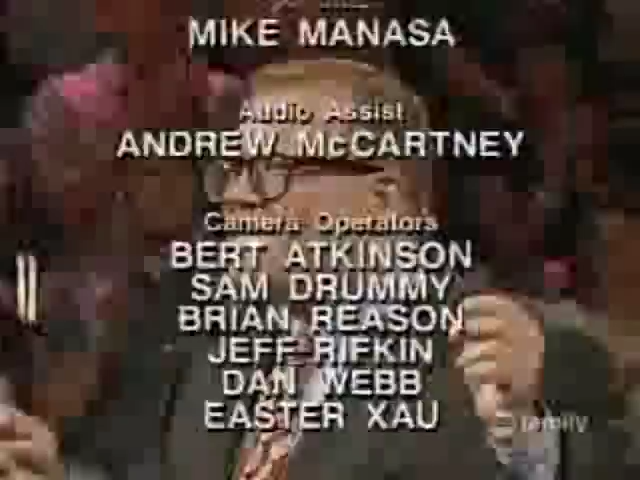 MIKE MANASA
Audio Assist
ANDREW McCARTNEY
Camera Operators
BERT ATKINSON
SAM DRUMMY
BRIAN REASON
JEFF RIFKIN
DAN WEBB
EASTER XAU
family